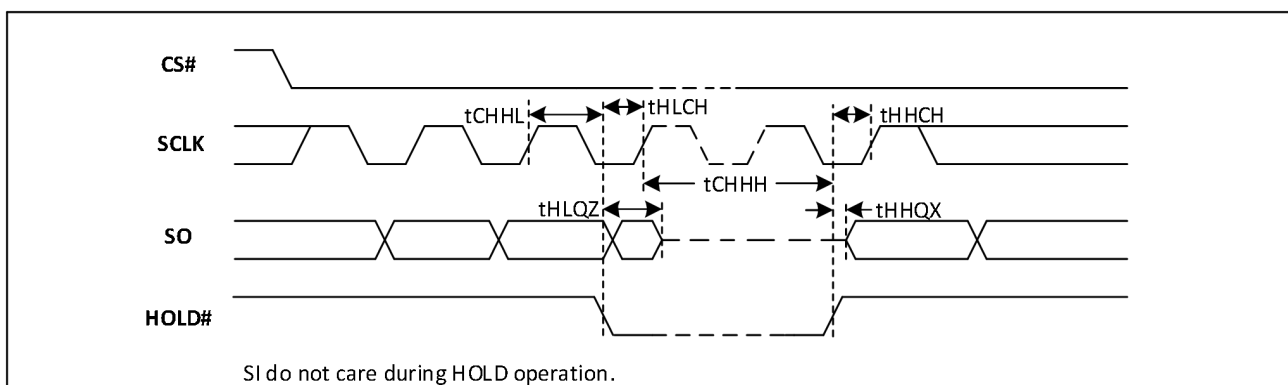 CS#
tCHHL
tHLCH
tHHCH
SCLK
tCHHH
tHLQZ
tHHQX
SO
HOLD#
SI do not care during HOLD operation.